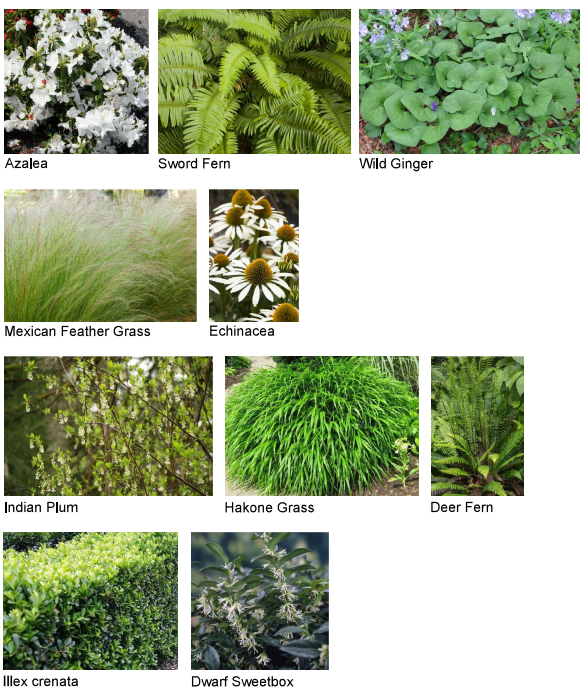 Azalea
Sword Fern
Wild Ginger
Mexican Feather Grass
Echinacea
Indian Plum
Hakone Grass
Deer Fern
Illex crenata
Dwarf Sweetbox